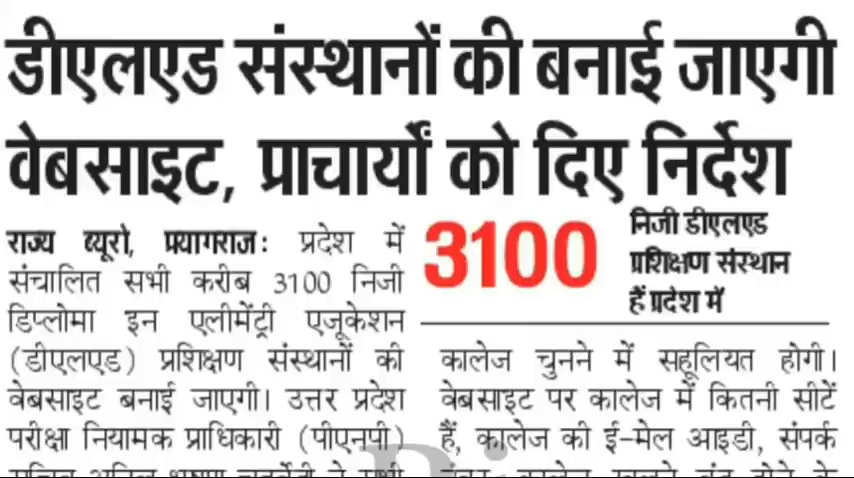 डीएलएड संस्थानों की बनाई जाएगी
वेबसाइट, प्राचार्यों को दिए निर्देश
राज्य ब्यूरो, प्रयागराज: प्रदेश में
संचालित सभी करीब 3100 निजी
डिप्लोमा इन एलीमेंट्री एजूकेशन
(डीएलएड) प्रशिक्षण संस्थानों की
वेबसाइट बनाई जाएगी। उत्तर प्रदेश
परीक्षा नियामक प्राधिकारी (पीएनपी)
3100
निजी डीएलएड
प्रशिक्षण संस्थान
हैं प्रदेश में
कालेज चुनने में सहूलियत होगी।
वेबसाइट पर कालेज में कितनी सीटें
हैं, कालेज की ई-मेल आइडी, संपर्क